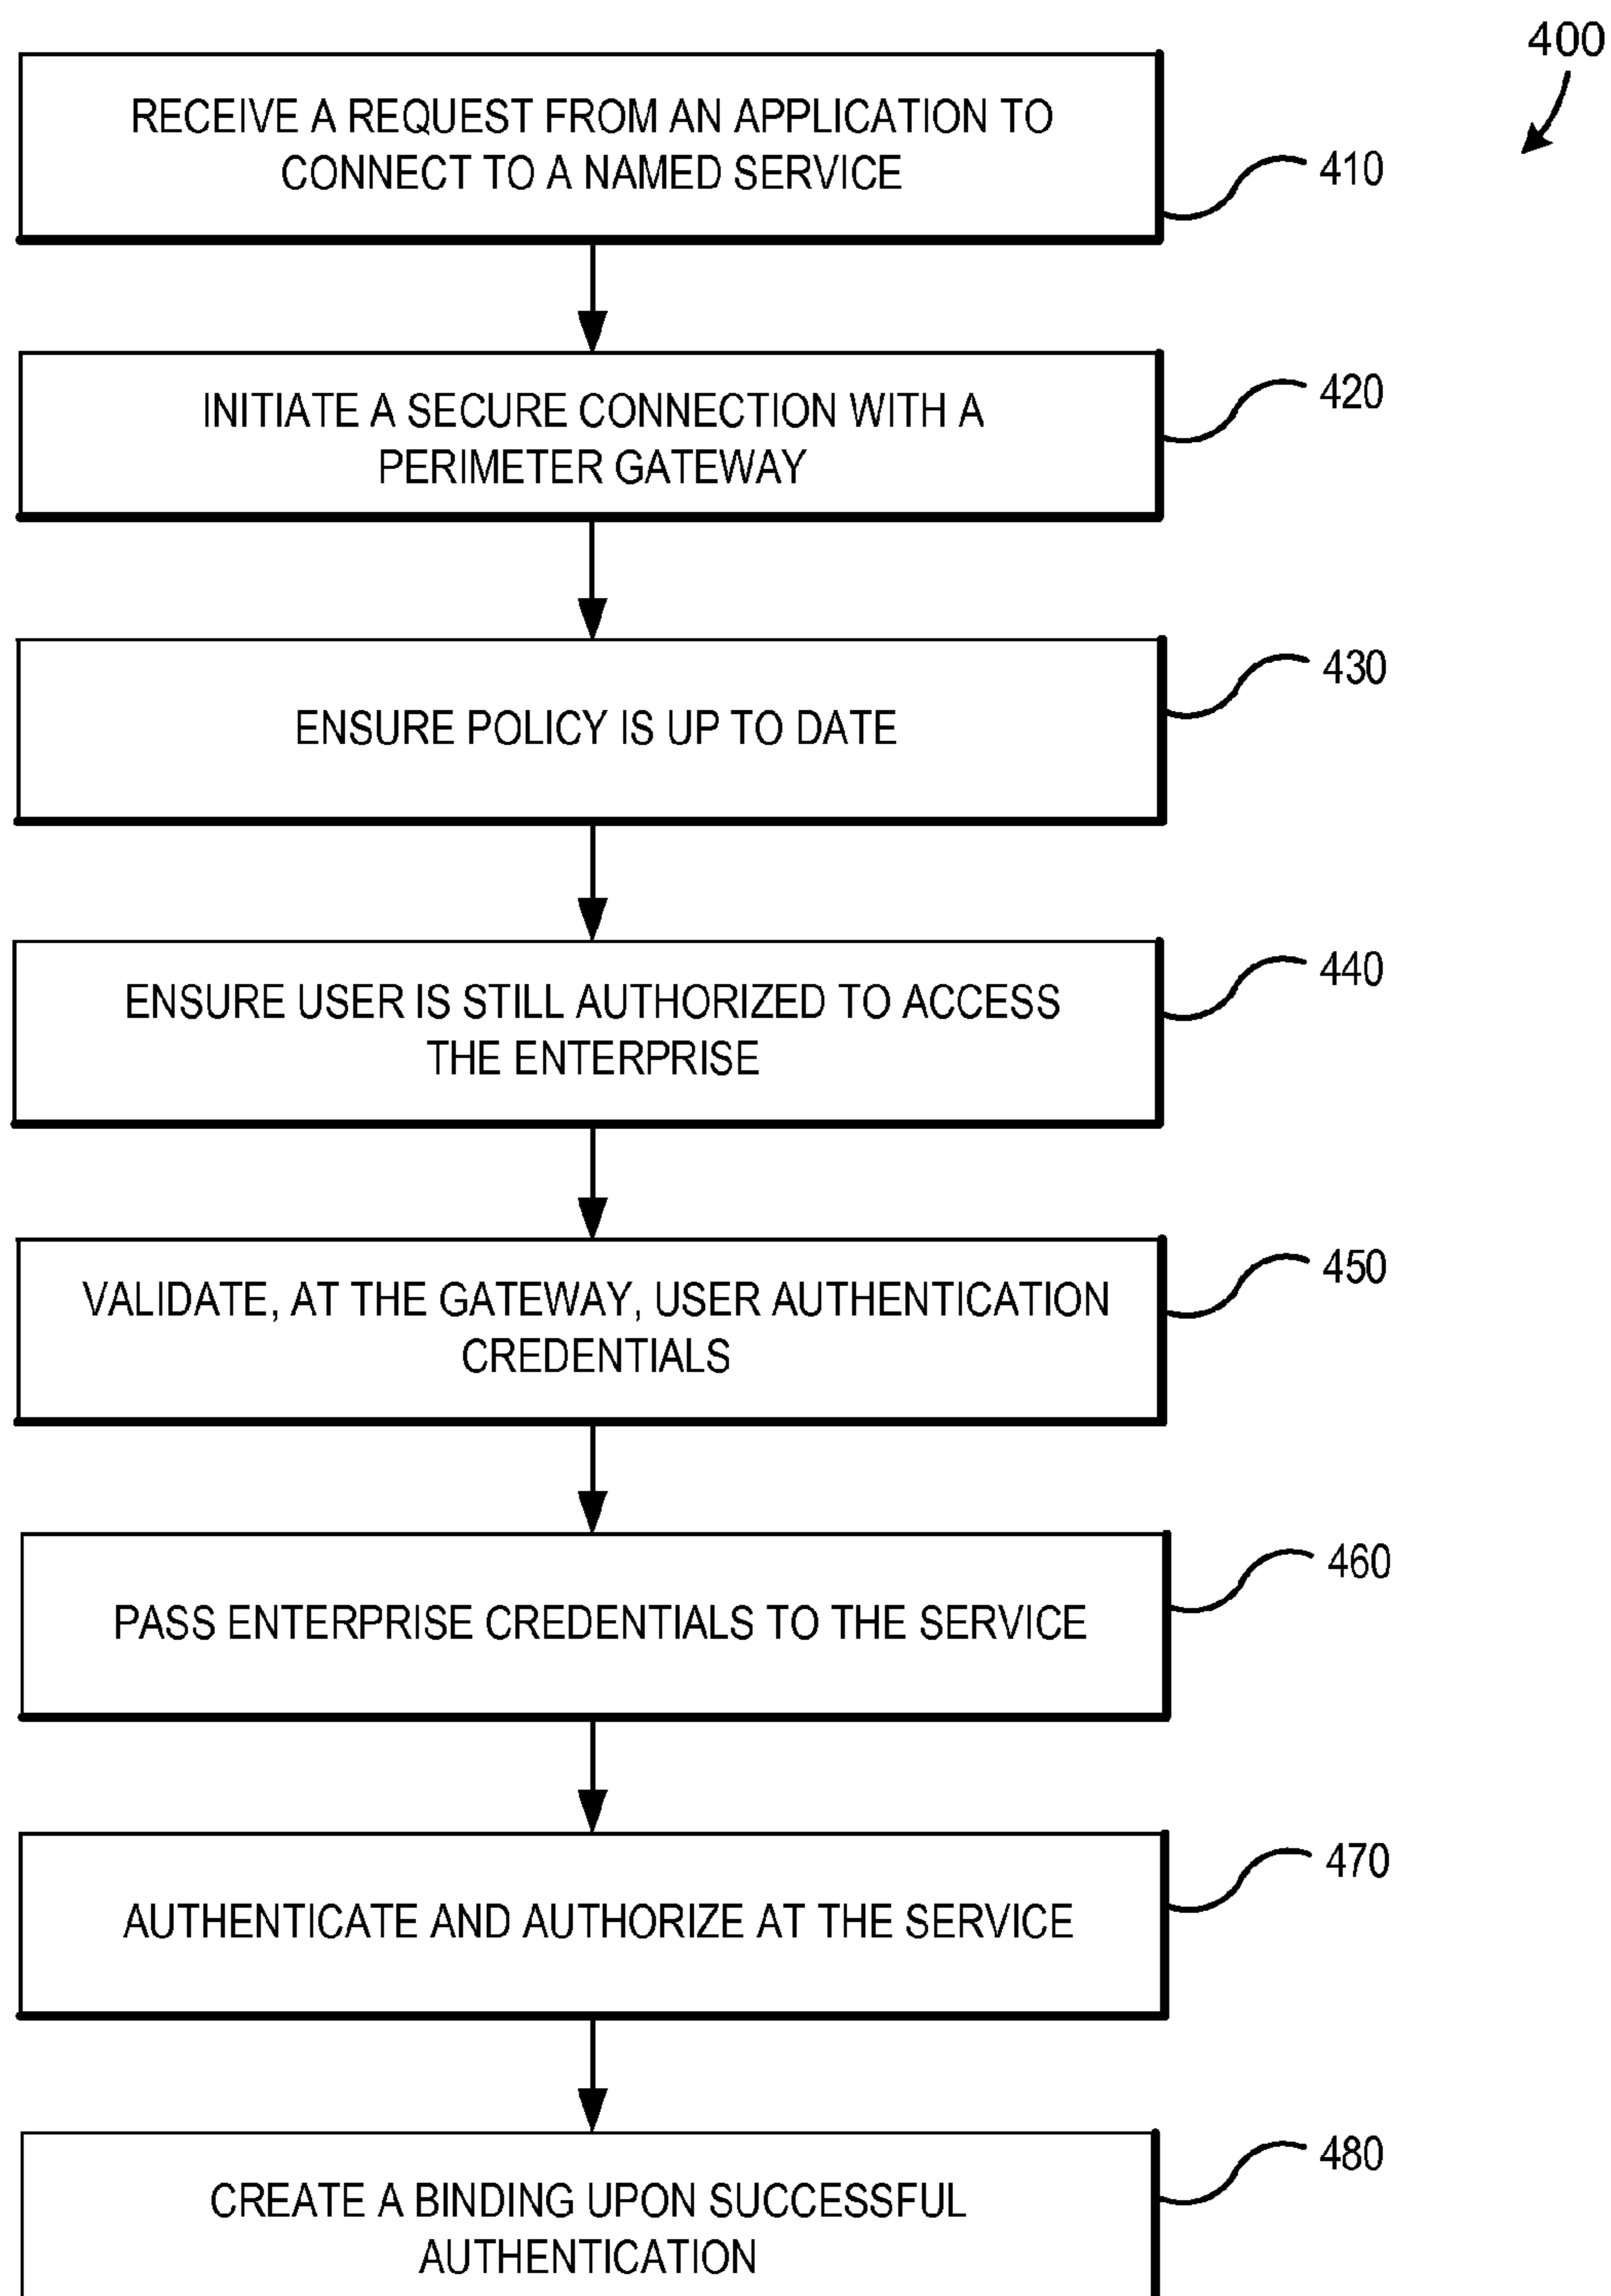 400
RECEIVE A REQUEST FROM AN APPLICATION TO
CONNECT TO A NAMED SERVICE
410
INITIATE A SECURE CONNECTION WITH A
PERIMETER GATEWAY
420
ENSURE POLICY IS UP TO DATE
430
ENSURE USER IS STILL AUTHORIZED TO ACCESS
THE ENTERPRISE
440
VALIDATE, AT THE GATEWAY, USER AUTHENTICATION
CREDENTIALS
450
PASS ENTERPRISE CREDENTIALS TO THE SERVICE
460
AUTHENTICATE AND AUTHORIZE AT THE SERVICE
470
CREATE A BINDING UPON SUCCESSFUL
AUTHENTICATION
480